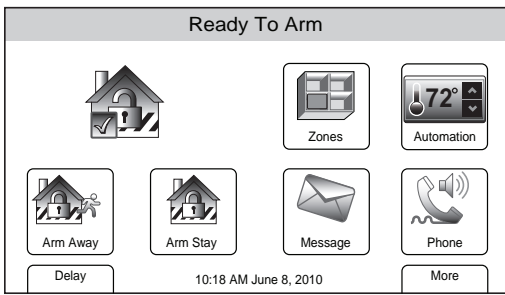 Ready To Arm
72°
Zones
Automation
Arm Away
Arm Stay
Message
Phone
Delay
10:18 AM June 8, 2010
More